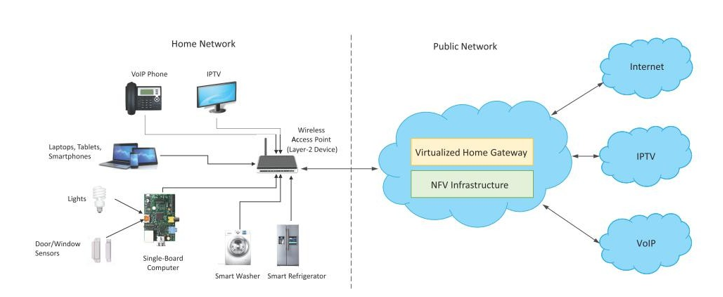 Home Network
Public Network
VoIP Phone
IPTV
Wireless
Access Point
(Layer-2 Device)
Laptops, Tablets,
Smartphones
Lights
Door/Window
Sensors
Single-Board
Computer
Smart Washer
Smart Refrigerator
Virtualized Home Gateway
NFV Infrastructure
Internet
IPTV
VoIP